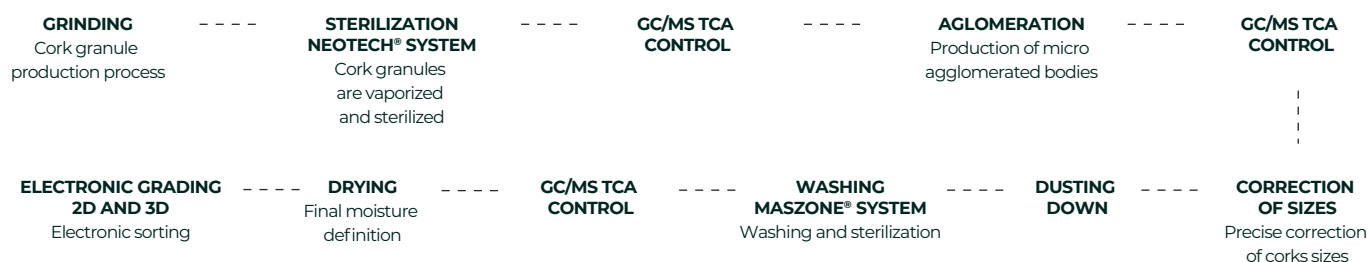 GRINDING
Cork granule
production process
STERILIZATION
NEOTECH® SYSTEM
Cork granules
are vaporized
and sterilized
GC/MS TCA
CONTROL
AGLOMERATION
Production of micro
agglomerated bodies
GC/MS TCA
CONTROL
ELECTRONIC GRADING
2D AND 3D
Electronic sorting
DRYING
Final moisture
definition
GC/MS TCA
CONTROL
WASHING
MASZONE® SYSTEM
Washing and sterilization
DUSTING
DOWN
CORRECTION
OF SIZES
Precise correction
of corks sizes